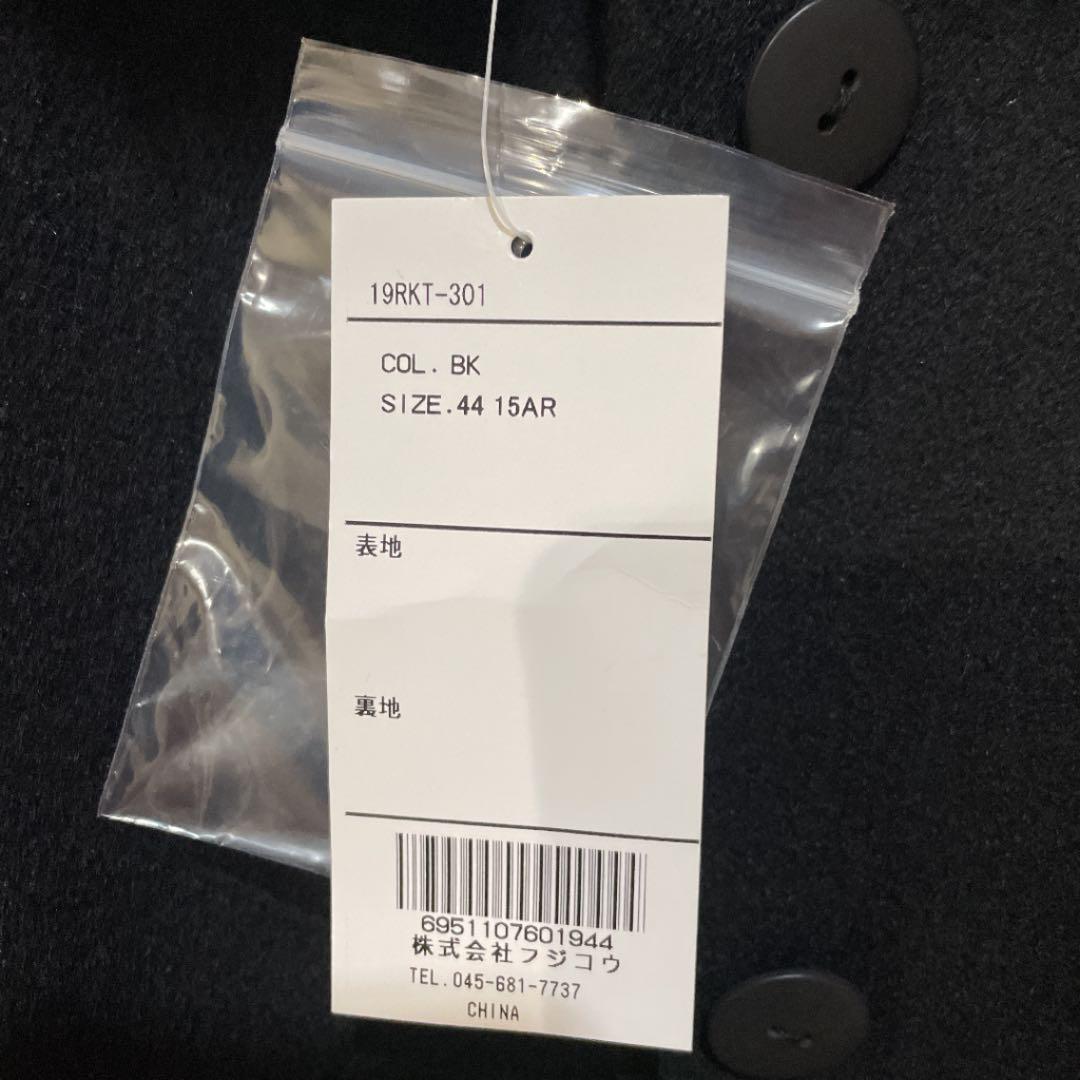 19RKT-301
COL. BK
SIZE.44 15AR
表地
裏地
6951107601944
株式会社フジコウ
TEL.045-681-7737
CHINA